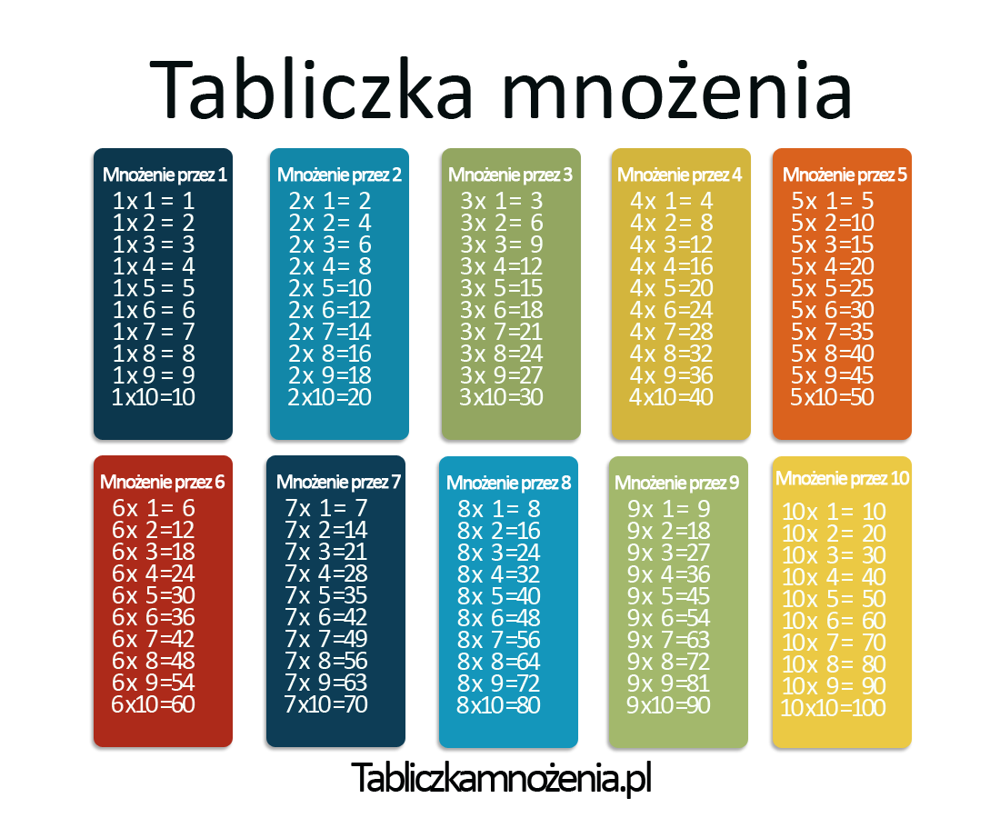 Tabliczka mnożenia
Mnożenie przez 1
1x 1 = 1
1x 2 = 2
1x 3 = 3
1x 4 = 4
1x 5 = 5
1x 6 = 6
1x 7 = 7
1x 8 = 8
1x 9 = 9
1x10=10
Mnożenie przez 2
2x 1= 2
2x 2= 4
2x 3= 6
2x 4= 8
2x 5=10
2x 6=12
2x 7=14
2x 8=16
2x 9=18
2x10=20
Mnożenie przez 3
3x 1= 3
3x 2= 6
3x 3= 9
3x 4=12
3x 5=15
3x 6=18
3x 7=21
3x 8=24
3x 9=27
3x10=30
Mnożenie przez 4
4x 1= 4
4x 2= 8
4x 3=12
4x 4=16
4x 5=20
4x 6=24
4x 7=28
4x 8=32
4x 9=36
4x10=40
Mnożenie przez 5
5x 1= 5
5x 2=10
5x 3=15
5x 4=20
5x 5=25
5x 6=30
5x 7=35
5x 8=40
5x 9=45
5x10=50
Mnożenie przez 6
6x 1= 6
6x 2=12
6x 3=18
6x 4=24
6x 5=30
6x 6=36
6x 7=42
6x 8=48
6x 9=54
6x10=60
Mnożenie przez 7
7x 1= 7
7x 2=14
7x 3=21
7x 4=28
7x 5=35
7x 6=42
7x 7=49
7x 8=56
7x 9=63
7x10=70
Mnożenie przez 8
8x 1= 8
8x 2=16
8x 3=24
8x 4=32
8x 5=40
8x 6=48
8x 7=56
8x 8=64
8x 9=72
8x10=80
Mnożenie przez 9
9x 1= 9
9x 2=18
9x 3=27
9x 4=36
9x 5=45
9x 6=54
9x 7=63
9x 8=72
9x 9=81
9x10=90
Mnożenie przez 10
10x 1= 10
10x 2= 20
10x 3= 30
10x 4= 40
10x 5= 50
10x 6= 60
10x 7= 70
10x 8= 80
10x 9= 90
10x10=100
Tabliczkamnożenia.pl